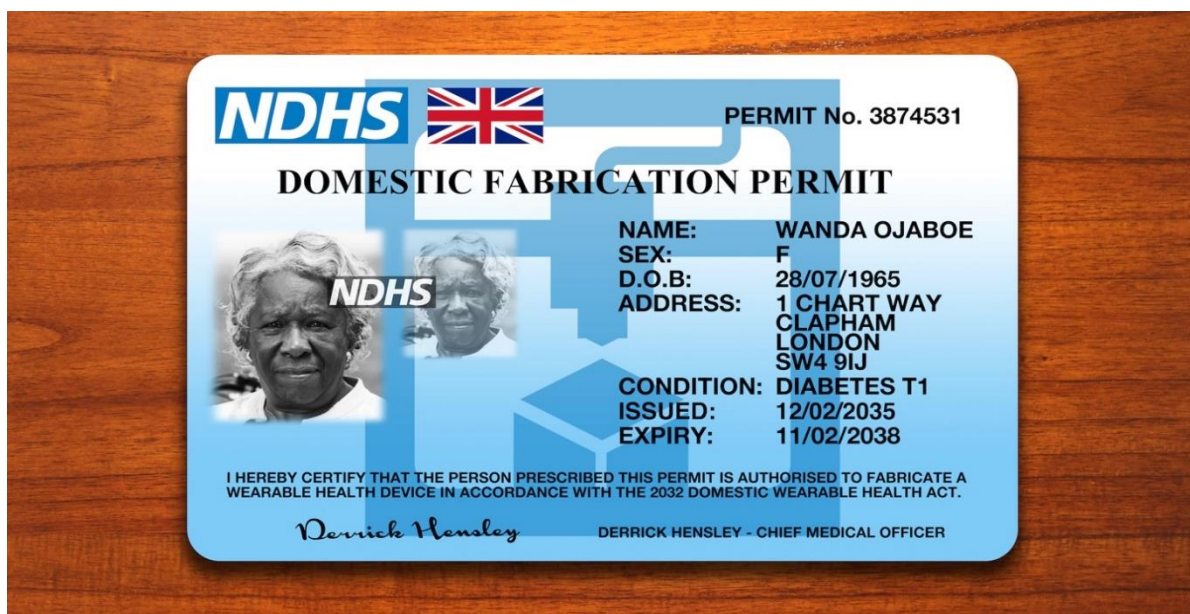 NDHS
PERMIT No. 3874531
DOMESTIC FABRICATION PERMIT
NAME: WANDA OJABOE
SEX: F
D.O.B: 28/07/1965
ADDRESS: 1 CHART WAY
CLAPHAM
LONDON
SW4 9IJ
CONDITION: DIABETES T1
ISSUED: 12/02/2035
EXPIRY: 11/02/2038
NDHS
I HEREBY CERTIFY THAT THE PERSON PRESCRIBED THIS PERMIT IS AUTHORISED TO FABRICATE A
WEARABLE HEALTH DEVICE IN ACCORDANCE WITH THE 2032 DOMESTIC WEARABLE HEALTH ACT.
Derrick Hensley
DERRICK HENSLEY - CHIEF MEDICAL OFFICER